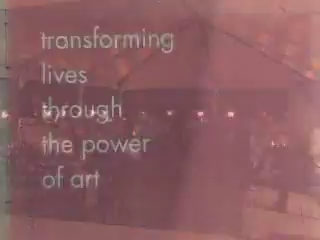 transforming
lives
through
the power
of art